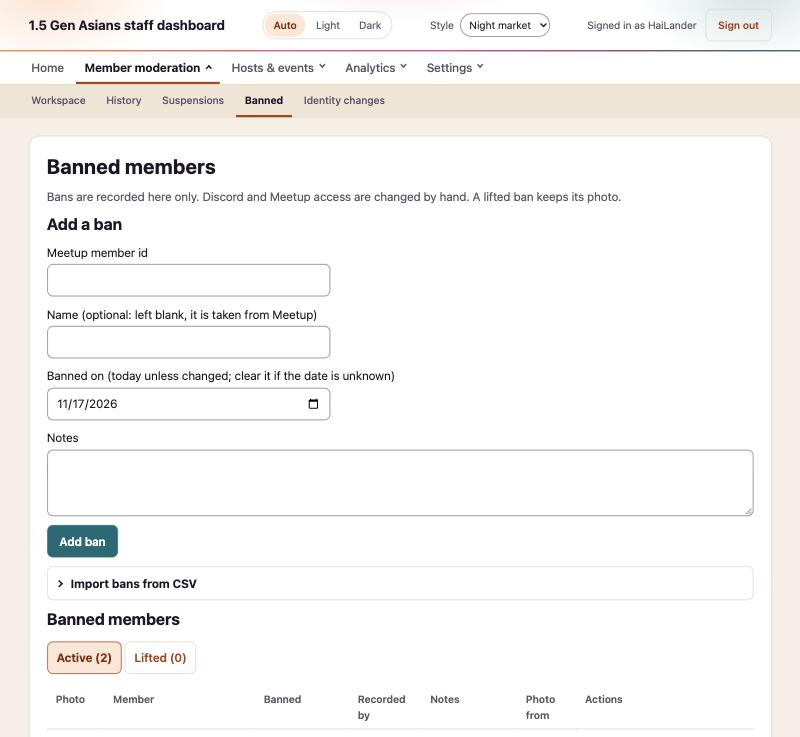 1.5 Gen Asians staff dashboard
Auto Light Dark
Style Night market
Signed in as HaiLander
Sign out
Home Member moderation Hosts & events Analytics Settings
Workspace History Suspensions Banned Identity changes
Banned members
Bans are recorded here only. Discord and Meetup access are changed by hand. A lifted ban keeps its photo.
Add a ban
Meetup member id
Name (optional: left blank, it is taken from Meetup)
Banned on (today unless changed; clear it if the date is unknown)
11/17/2026
Notes
Add ban
Import bans from CSV
Banned members
Active (2) Lifted (0)
Photo Member Banned Recorded by Notes Photo from Actions